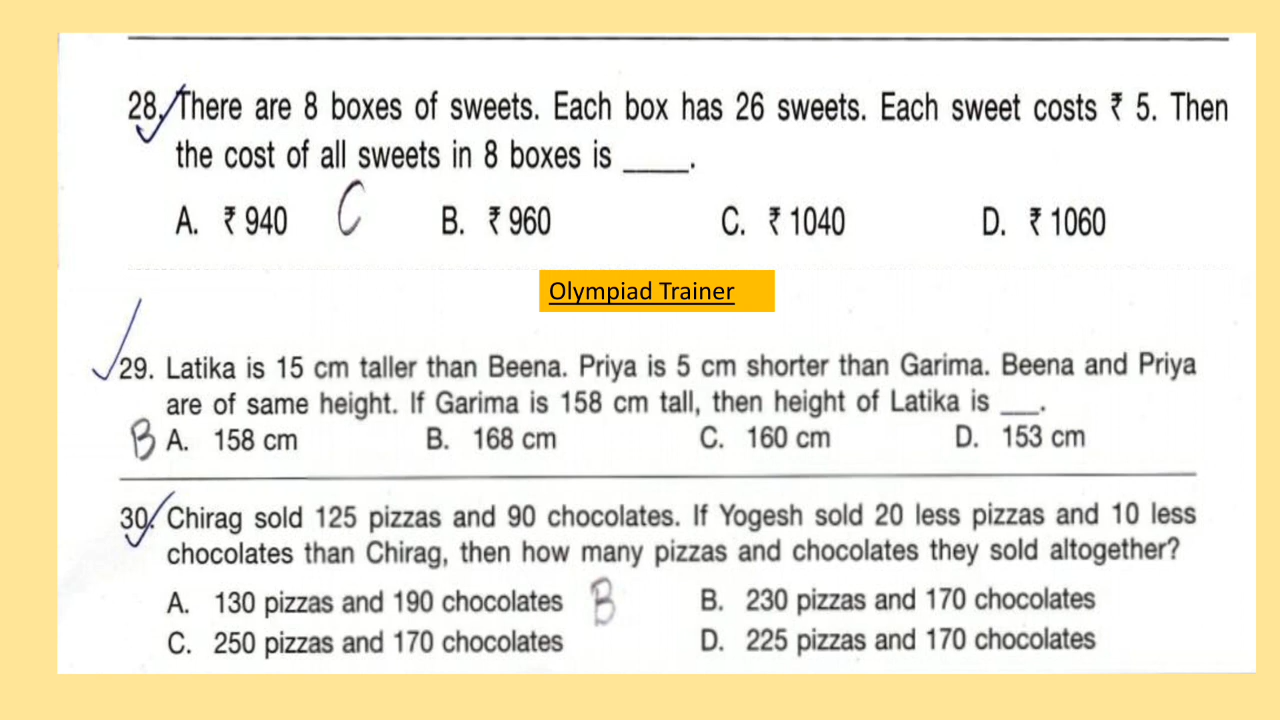 28. There are 8 boxes of sweets. Each box has 26 sweets. Each sweet costs ₹ 5. Then
the cost of all sweets in 8 boxes is ____.
A. ₹ 940 C B. ₹ 960 C. ₹ 1040 D. ₹ 1060
Olympiad Trainer
29. Latika is 15 cm taller than Beena. Priya is 5 cm shorter than Garima. Beena and Priya
are of same height. If Garima is 158 cm tall, then height of Latika is ___.
B A. 158 cm B. 168 cm C. 160 cm D. 153 cm
30. Chirag sold 125 pizzas and 90 chocolates. If Yogesh sold 20 less pizzas and 10 less
chocolates than Chirag, then how many pizzas and chocolates they sold altogether?
A. 130 pizzas and 190 chocolates B B. 230 pizzas and 170 chocolates
C. 250 pizzas and 170 chocolates D. 225 pizzas and 170 chocolates